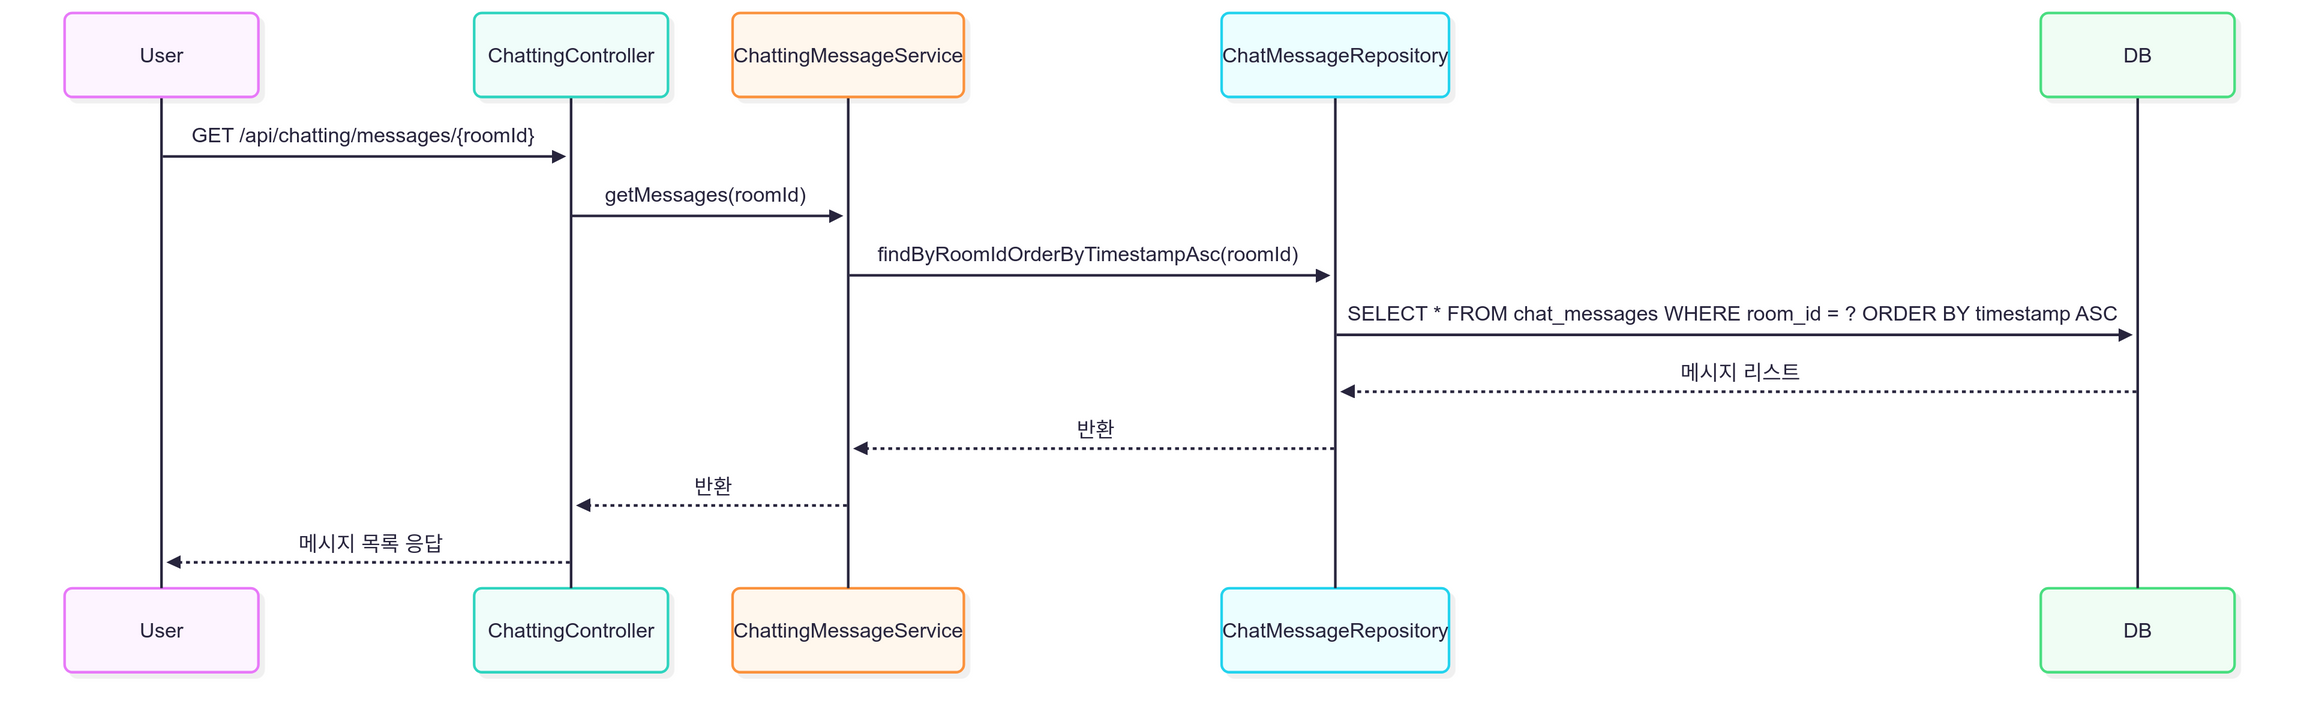 User
ChattingController
ChattingMessageService
ChatMessageRepository
DB
GET /api/chatting/messages/{roomId}
getMessages(roomId)
findByRoomIdOrderByTimestampAsc(roomId)
SELECT * FROM chat_messages WHERE room_id = ? ORDER BY timestamp ASC
메시지 리스트
반환
반환
메시지 목록 응답
User
ChattingController
ChattingMessageService
ChatMessageRepository
DB